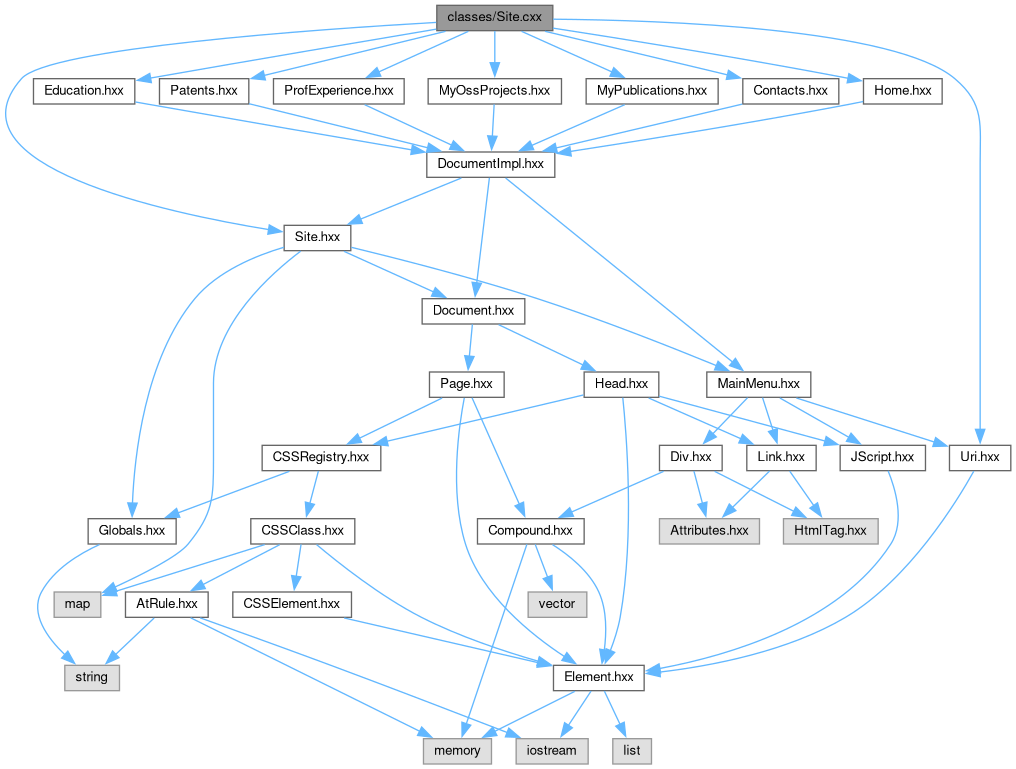 classes/Site.cxx
Education.hxx
Patents.hxx
ProfExperience.hxx
MyOssProjects.hxx
MyPublications.hxx
Contacts.hxx
Home.hxx
DocumentImpl.hxx
Site.hxx
Document.hxx
Page.hxx
Head.hxx
MainMenu.hxx
CSSRegistry.hxx
Div.hxx
Link.hxx
JScript.hxx
Uri.hxx
Globals.hxx
CSSClass.hxx
Compound.hxx
Attributes.hxx
HtmlTag.hxx
map
AtRule.hxx
CSSElement.hxx
vector
string
Element.hxx
memory
iostream
list